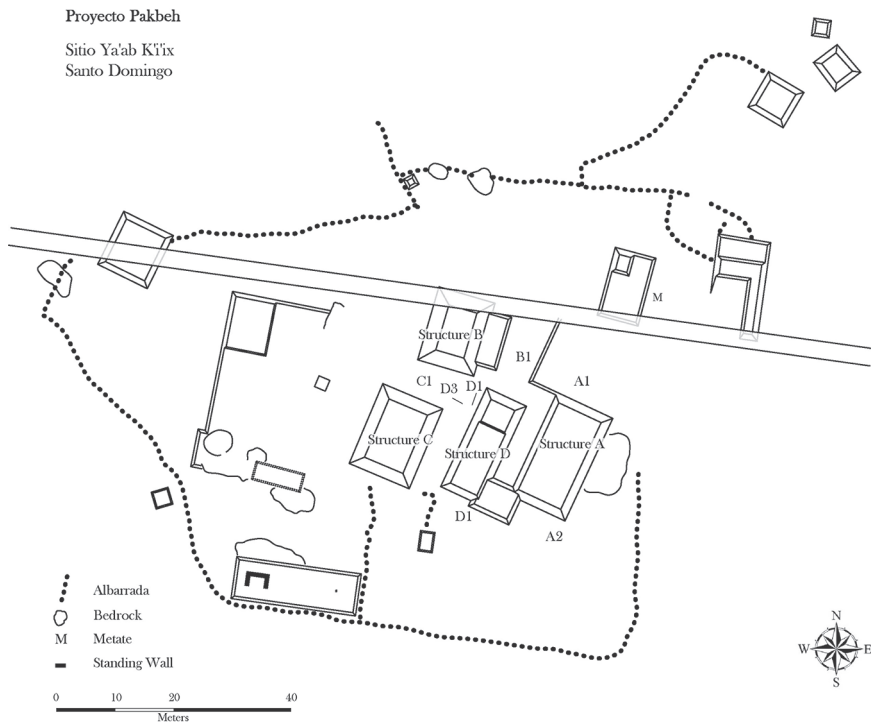 Proyecto Pakbeh
Sitio Ya'ab K'i'ix
Santo Domingo
M
Structure B
B1
C1
D3
D1
A1
Structure C
Structure D
Structure A
D1
A2
Albarrada
Bedrock
M Metate
Standing Wall
0 10 20 40
Meters
N
W E
S